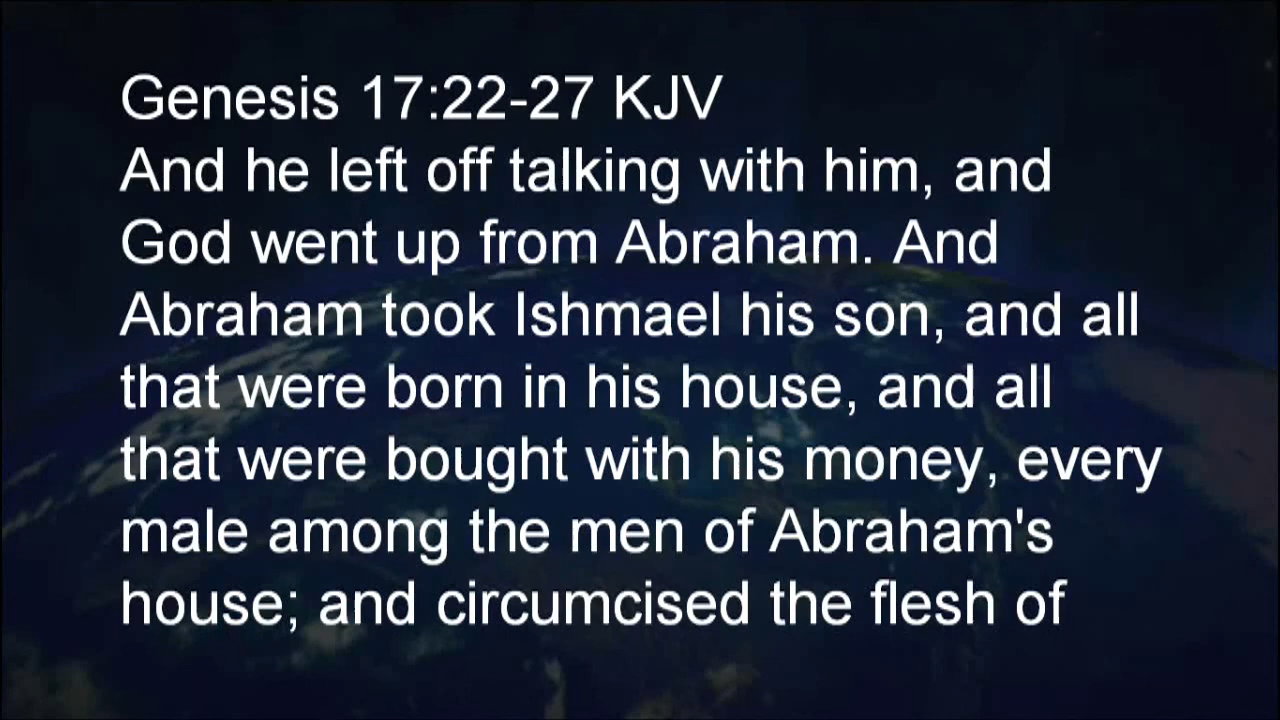 Genesis 17:22-27 KJV
And he left off talking with him, and
God went up from Abraham. And
Abraham took Ishmael his son, and all
that were born in his house, and all
that were bought with his money, every
male among the men of Abraham's
house; and circumcised the flesh of